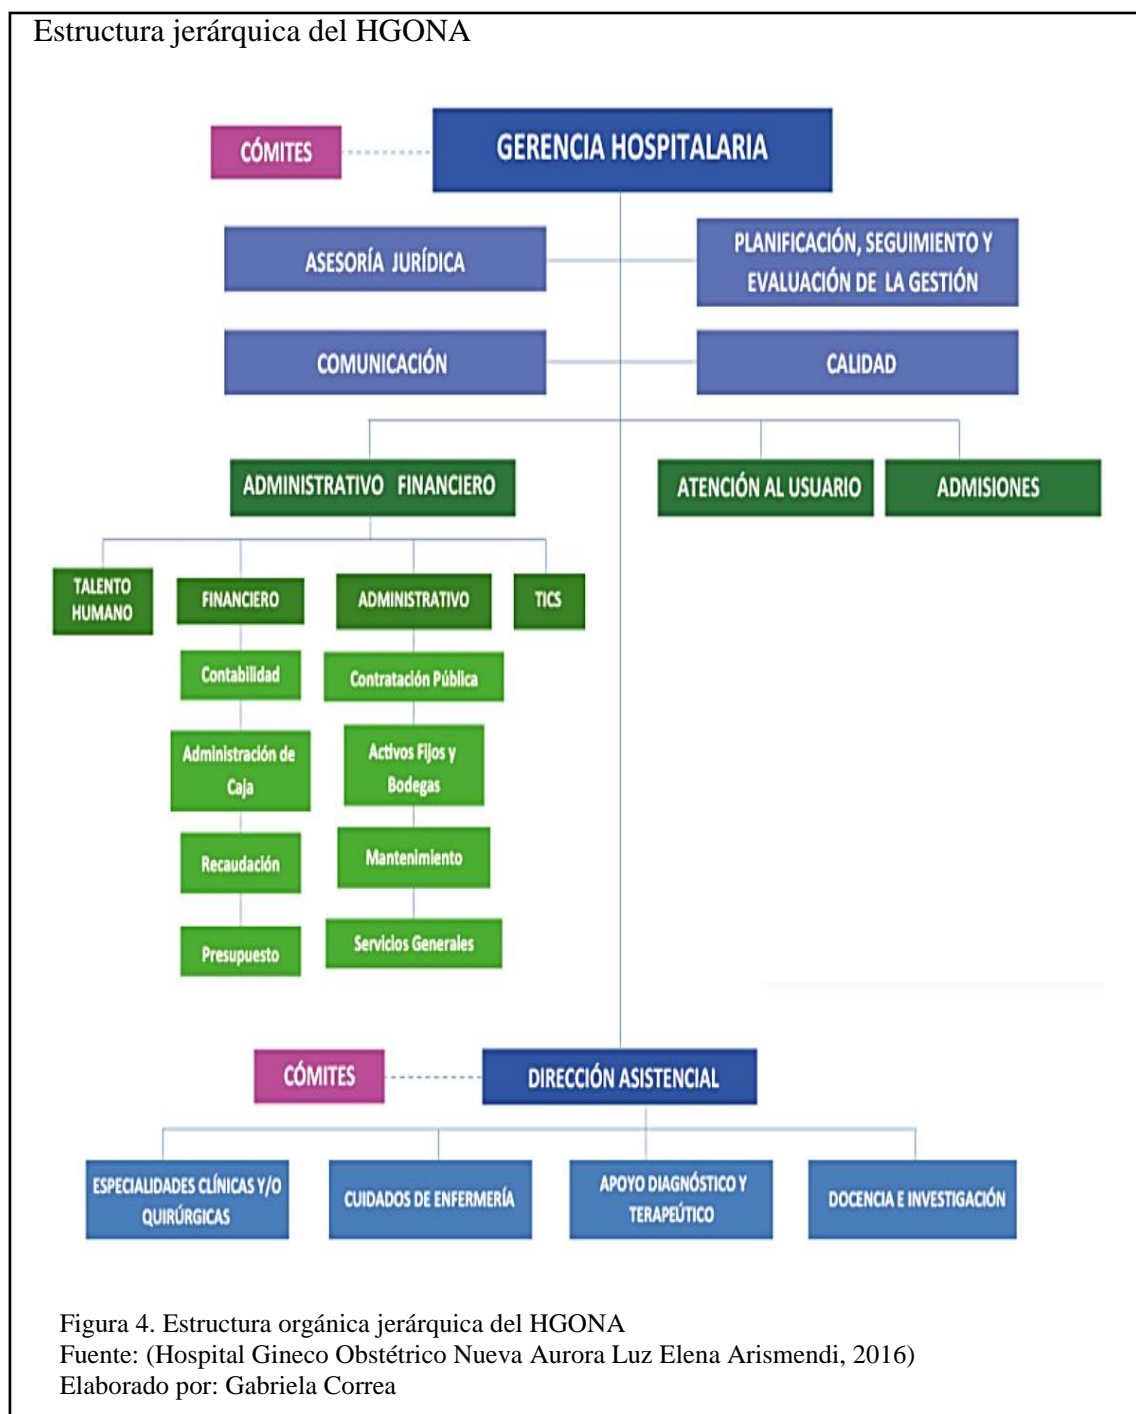 Estructura jerárquica del HGONA
CÓMITES
GERENCIA HOSPITALARIA
ASESORÍA JURÍDICA
PLANIFICACIÓN, SEGUIMIENTO Y
EVALUACIÓN DE LA GESTIÓN
COMUNICACIÓN
CALIDAD
ADMINISTRATIVO FINANCIERO
ATENCIÓN AL USUARIO
ADMISIONES
TALENTO
HUMANO
FINANCIERO
ADMINISTRATIVO
TICS
Contabilidad
Contratación Pública
Administración de
Caja
Activos Fijos y
Bodegas
Recaudación
Mantenimiento
Presupuesto
Servicios Generales
CÓMITES
DIRECCIÓN ASISTENCIAL
ESPECIALIDADES CLÍNICAS Y/O
QUIRÚRGICAS
CUIDADOS DE ENFERMERÍA
APOYO DIAGNÓSTICO Y
TERAPEÚTICO
DOCENCIA E INVESTIGACIÓN
Figura 4. Estructura orgánica jerárquica del HGONA
Fuente: (Hospital Gineco Obstétrico Nueva Aurora Luz Elena Arismendi, 2016)
Elaborado por: Gabriela Correa